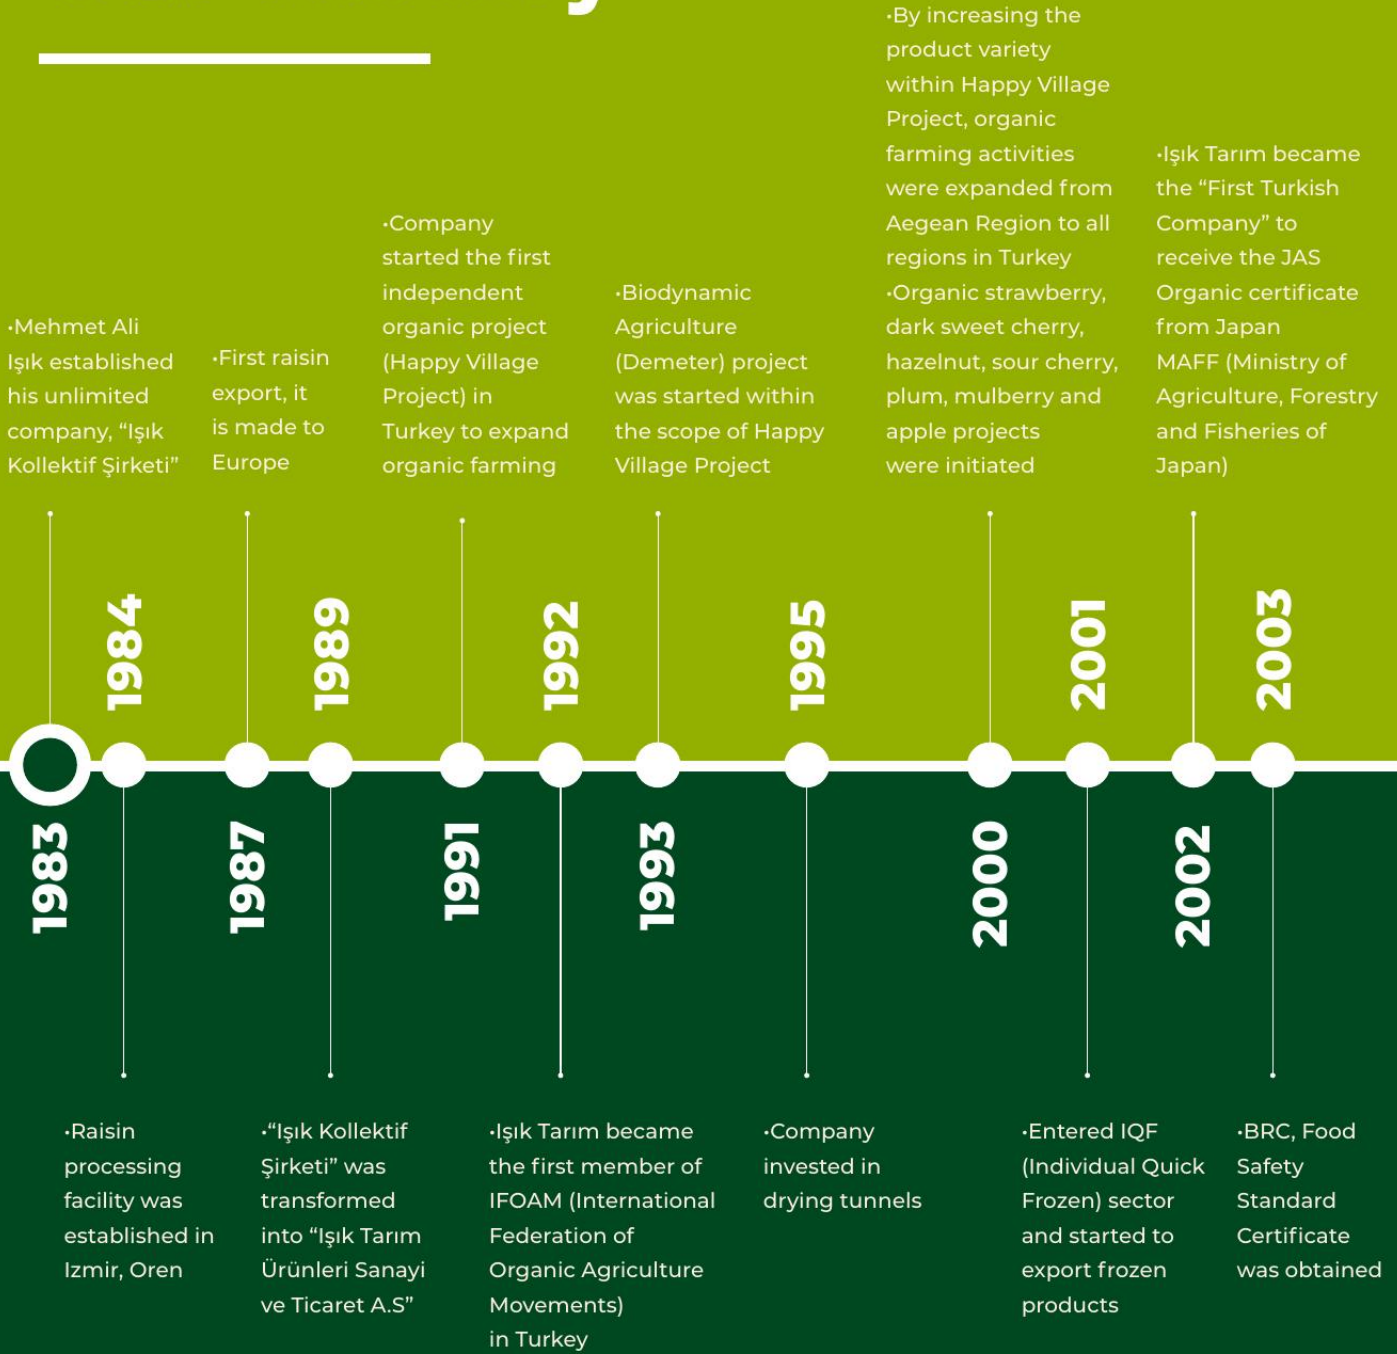 •Mehmet Ali
Işık established
his unlimited
company, “Işık
Kollektif Şirketi”
1983
1984
•Raisin
processing
facility was
established in
Izmir, Oren
•First raisin
export, it
is made to
Europe
1987
1989
•“Işık Kollektif
Şirketi” was
transformed
into “Işık Tarım
Ürünleri Sanayi
ve Ticaret A.S”
•Company
started the first
independent
organic project
(Happy Village
Project) in
Turkey to expand
organic farming
1991
1992
•Işık Tarım became
the first member of
IFOAM (International
Federation of
Organic Agriculture
Movements)
in Turkey
•Biodynamic
Agriculture
(Demeter) project
was started within
the scope of Happy
Village Project
1993
1995
•Company
invested in
drying tunnels
•By increasing the
product variety
within Happy Village
Project, organic
farming activities
were expanded from
Aegean Region to all
regions in Turkey
•Organic strawberry,
dark sweet cherry,
hazelnut, sour cherry,
plum, mulberry and
apple projects
were initiated
2000
2001
•Entered IQF
(Individual Quick
Frozen) sector
and started to
export frozen
products
•Işık Tarım became
the “First Turkish
Company” to
receive the JAS
Organic certificate
from Japan
MAFF (Ministry of
Agriculture, Forestry
and Fisheries of
Japan)
2002
2003
•BRC, Food
Safety
Standard
Certificate
was obtained